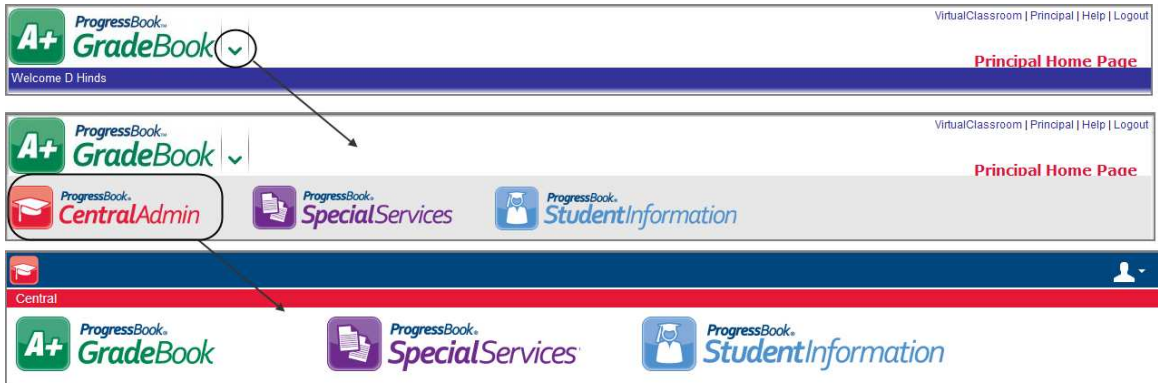 A+ ProgressBook
GradeBook
VirtualClassroom | Principal | Help | Logout
Principal Home Page
Welcome D Hinds
A+ ProgressBook
GradeBook
VirtualClassroom | Principal | Help | Logout
Principal Home Page
ProgressBook
CentralAdmin
ProgressBook
SpecialServices
ProgressBook
StudentInformation
Central
A+ ProgressBook
GradeBook
ProgressBook
SpecialServices
ProgressBook
StudentInformation